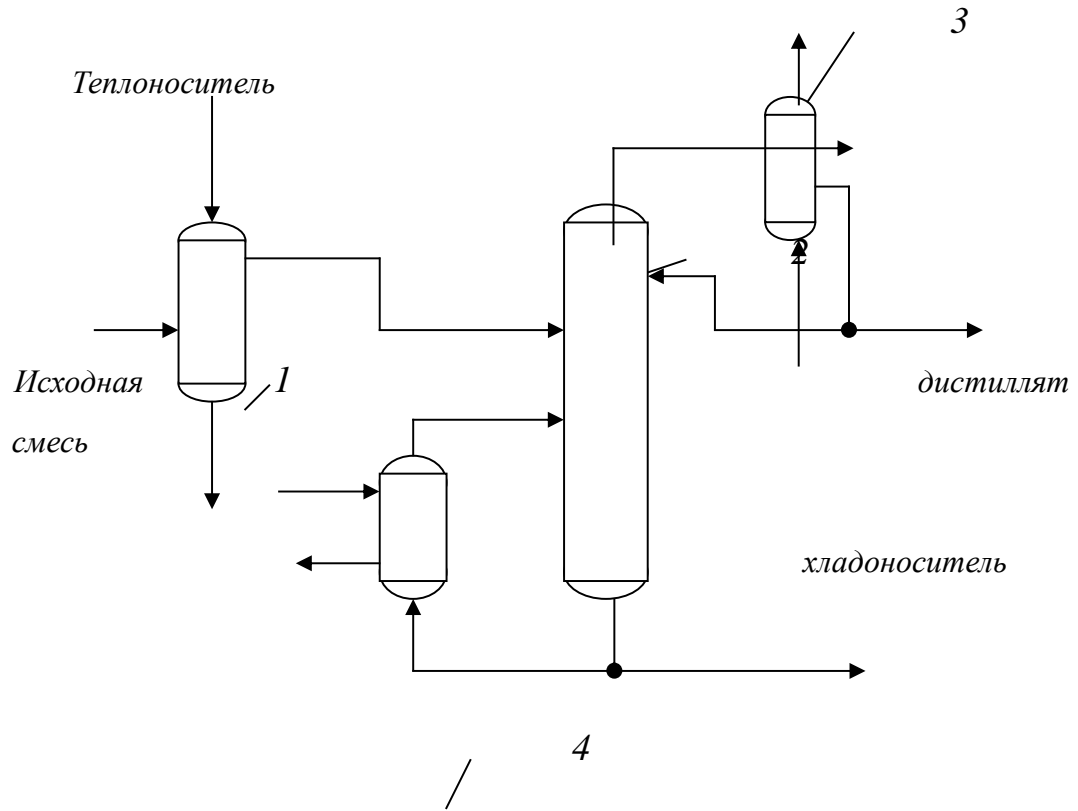 3
Теплоноситель
2
Исходная
1
дистиллят
смесь
хладоноситель
4